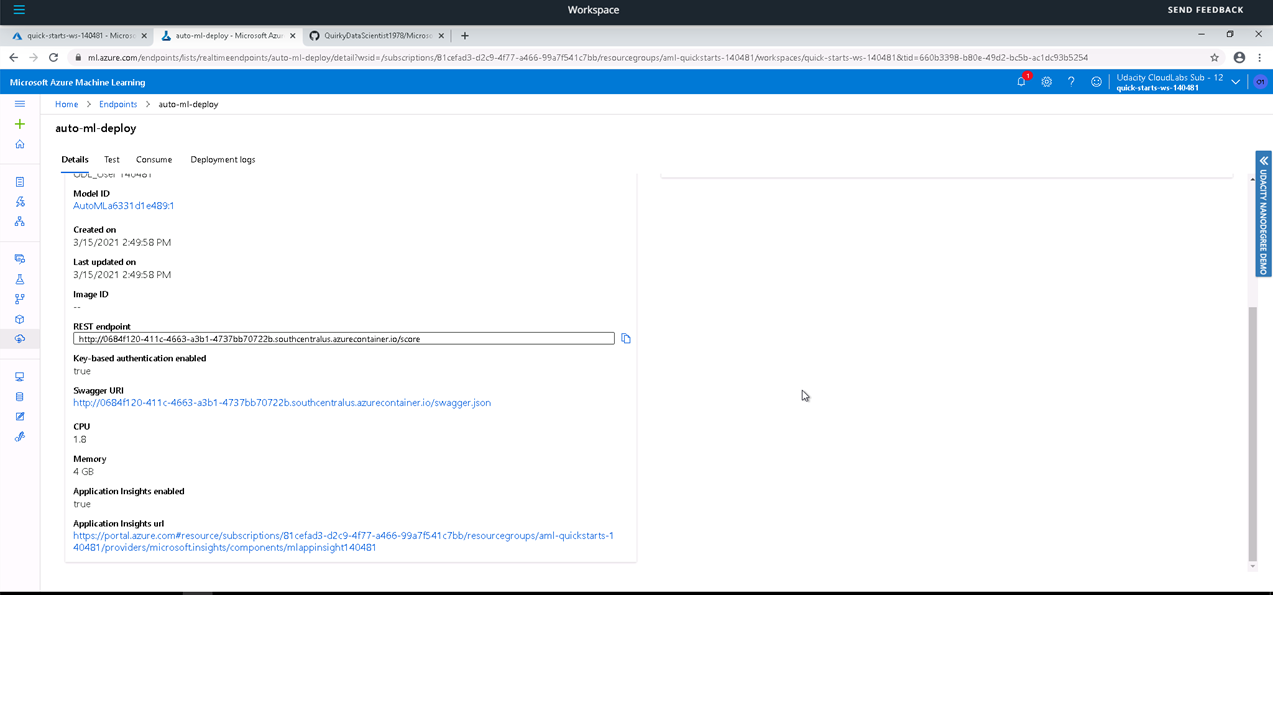 Workspace
SEND FEEDBACK
quick-starts-ws-140481 - Microso
auto-ml-deploy - Microsoft Azur
QuirkyDataScientist1978/Microso
ml.azure.com/endpoints/lists/realtimeendpoints/auto-ml-deploy/detail?wsid=/subscriptions/81cefad3-d2c9-4f77-a466-99a7f541c7bb/resourcegroups/aml-quickstarts-140481/workspaces/quick-starts-ws-140481&tid=660b3398-b80e-49d2-bc5b-ac1dc93b5254
Microsoft Azure Machine Learning
1
Udacity CloudLabs Sub - 12
quick-starts-ws-140481
O1
Home > Endpoints > auto-ml-deploy
auto-ml-deploy
Details Test Consume Deployment logs
ODL_User 140481
Model ID
AutoMLa6331d1e489:1
Created on
3/15/2021 2:49:58 PM
Last updated on
3/15/2021 2:49:58 PM
Image ID
--
REST endpoint
http://0684f120-411c-4663-a3b1-4737bb70722b.southcentralus.azurecontainer.io/score
Key-based authentication enabled
true
Swagger URI
http://0684f120-411c-4663-a3b1-4737bb70722b.southcentralus.azurecontainer.io/swagger.json
CPU
1.8
Memory
4 GB
Application Insights enabled
true
Application Insights url
https://portal.azure.com#resource/subscriptions/81cefad3-d2c9-4f77-a466-99a7f541c7bb/resourcegroups/aml-quickstarts-1
40481/providers/microsoft.insights/components/mlappinsight140481
UDACITY NANODEGREE DEMO